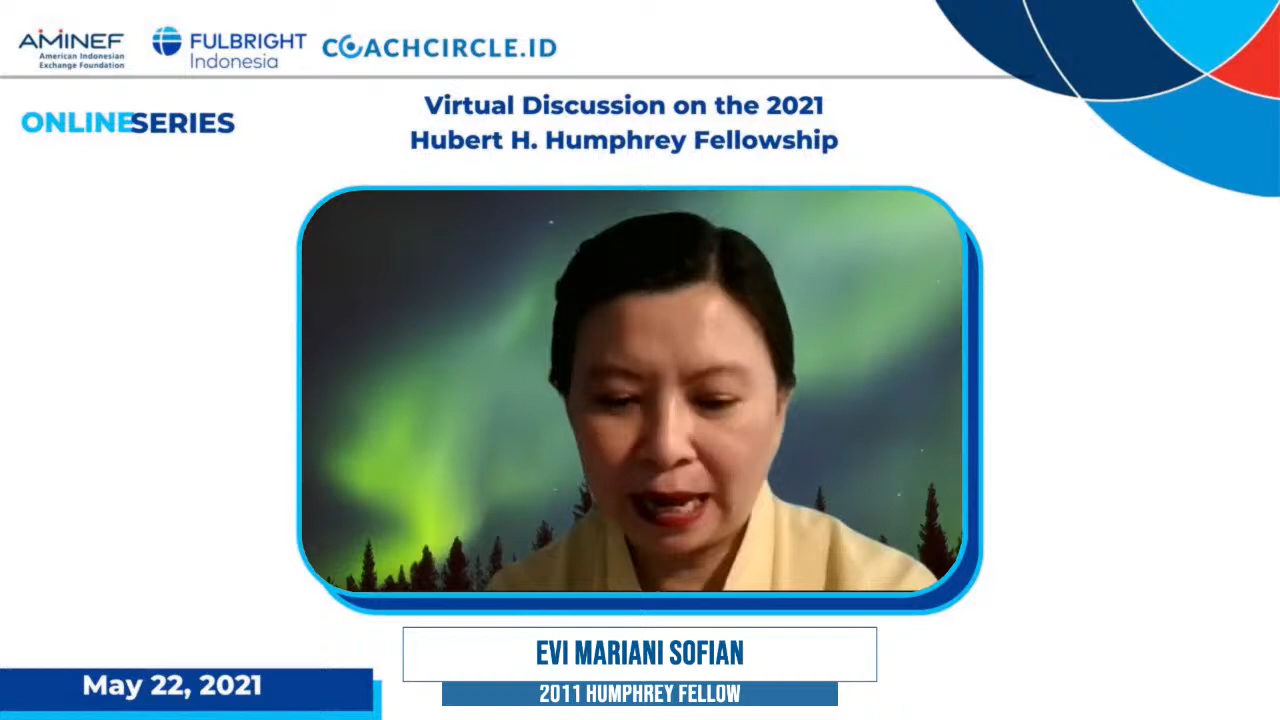 AMINEF
American Indonesian
Exchange Foundation
FULBRIGHT
Indonesia
COACHCIRCLE.ID
ONLINESERIES
Virtual Discussion on the 2021
Hubert H. Humphrey Fellowship
EVI MARIANI SOFIAN
2011 HUMPHREY FELLOW
May 22, 2021